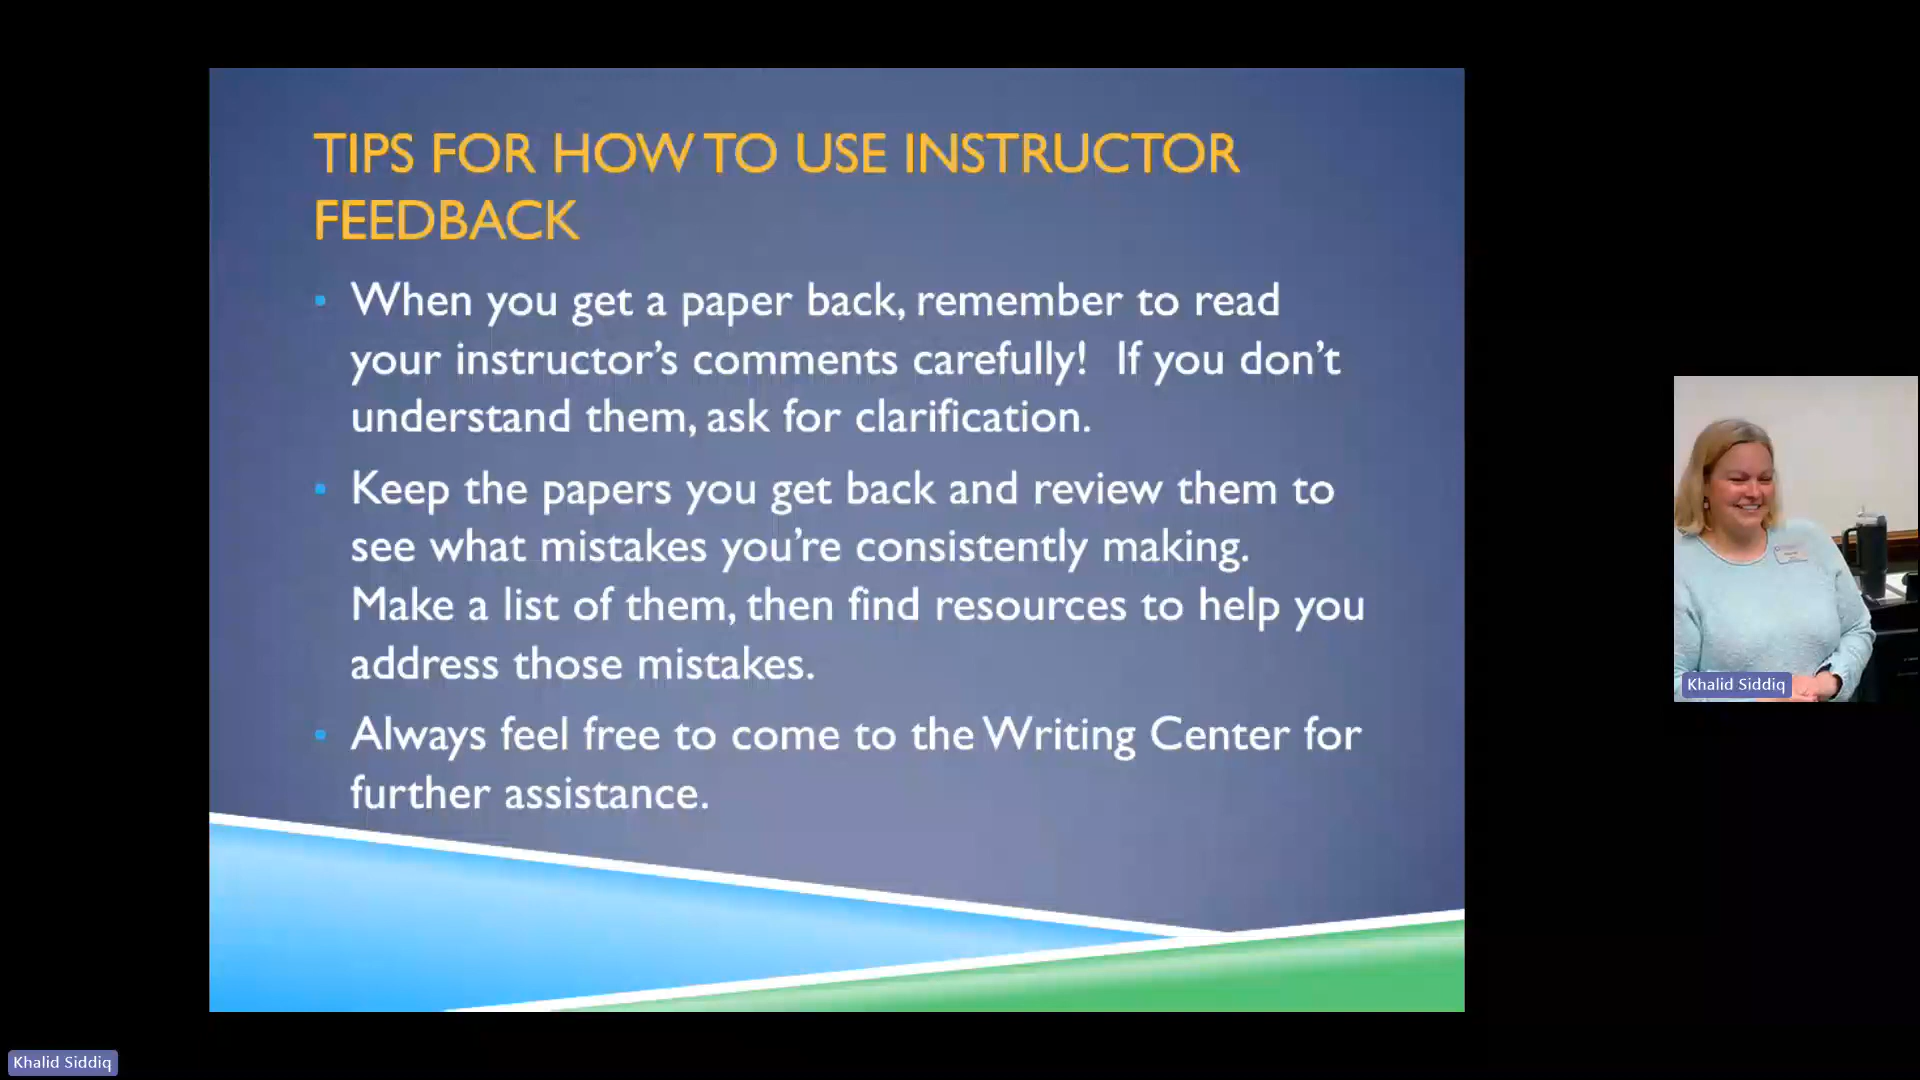 TIPS FOR HOW TO USE INSTRUCTOR
FEEDBACK
• When you get a paper back, remember to read
your instructor’s comments carefully!  If you don’t
understand them, ask for clarification.
• Keep the papers you get back and review them to
see what mistakes you’re consistently making.
Make a list of them, then find resources to help you
address those mistakes.
• Always feel free to come to the Writing Center for
further assistance.
Khalid Siddiq
Khalid Siddiq